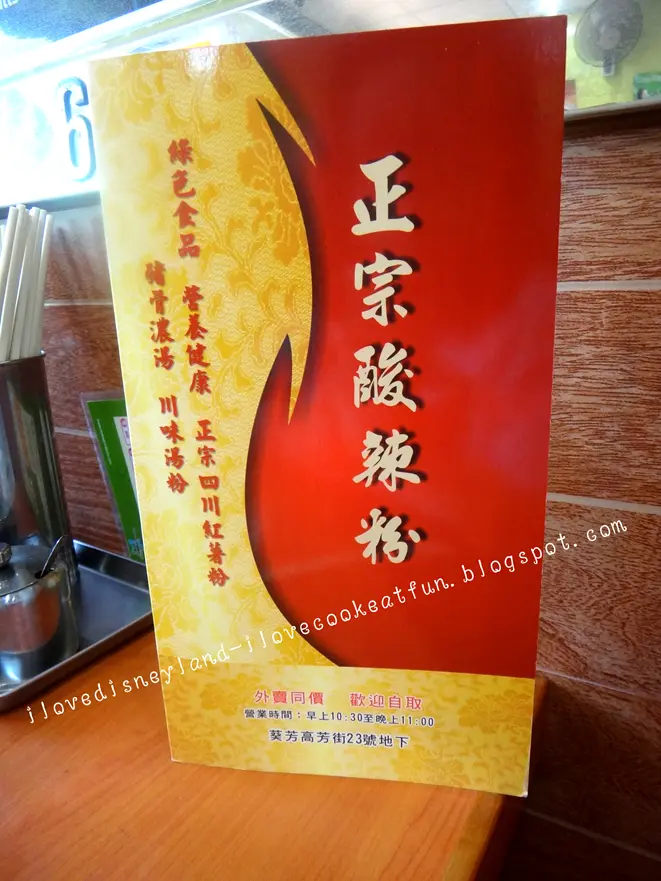 正宗酸辣粉
綠色食品 營養健康 正宗四川紅薯粉
豬骨濃湯 川味湯粉
外賣同價 歡迎自取
營業時間：早上10:30至晚上11:00
葵芳高芳街23號地下
ilovedisneyland-ilovecookeatfun.blogspot.com
6